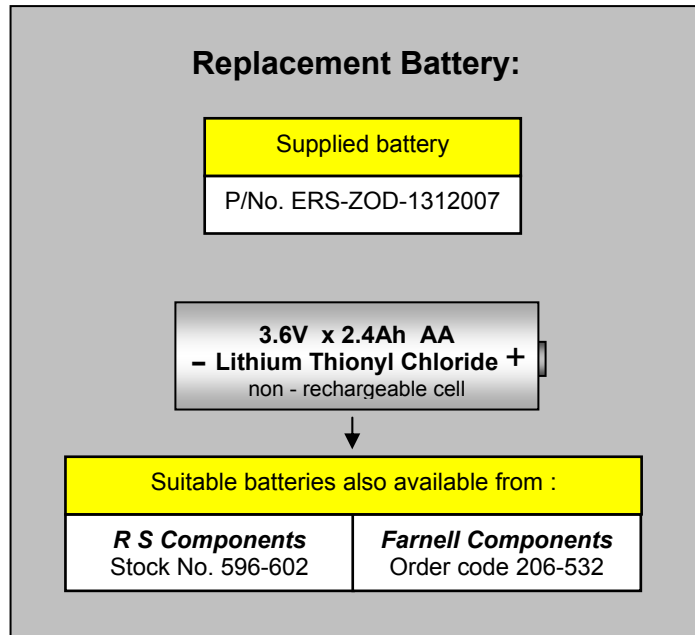 Replacement Battery:
Supplied battery
P/No. ERS-ZOD-1312007
3.6V x 2.4Ah AA
– Lithium Thionyl Chloride +
non - rechargeable cell
Suitable batteries also available from :
R S Components
Stock No. 596-602
Farnell Components
Order code 206-532